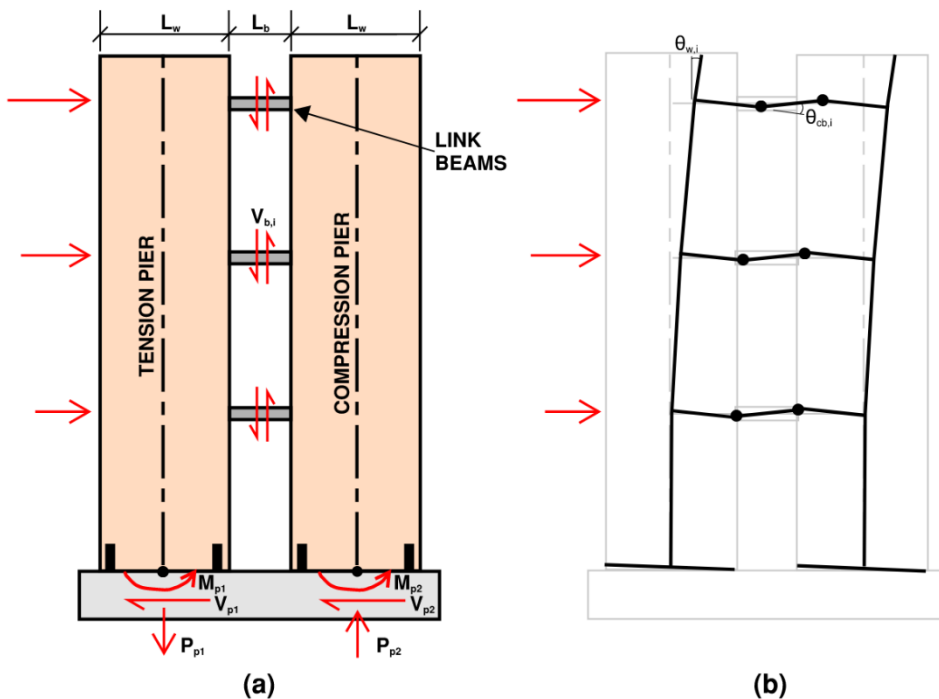 L_w
L_b
L_w
LINK
BEAMS
V_b,i
TENSION PIER
COMPRESSION PIER
M_p1
M_p2
V_p1
V_p2
P_p1
P_p2
(a)
θ_w,i
θ_cb,i
(b)